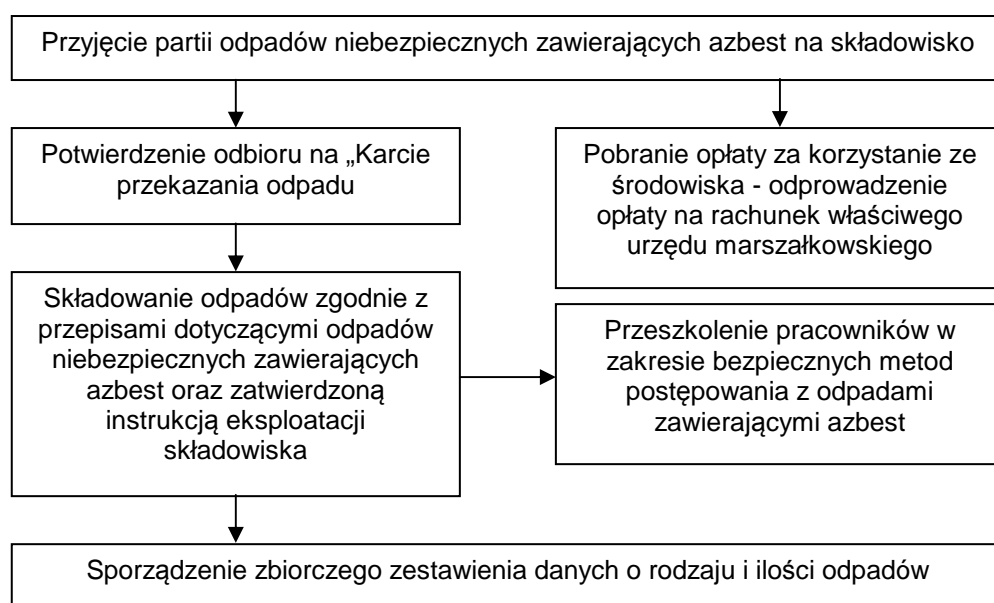 Przyjęcie partii odpadów niebezpiecznych zawierających azbest na składowisko
Potwierdzenie odbioru na „Karcie
przekazania odpadu
Pobranie opłaty za korzystanie ze
środowiska - odprowadzenie
opłaty na rachunek właściwego
urzędu marszałkowskiego
Składowanie odpadów zgodnie z
przepisami dotyczącymi odpadów
niebezpiecznych zawierających
azbest oraz zatwierdzoną
instrukcją eksploatacji
składowiska
Przeszkolenie pracowników w
zakresie bezpiecznych metod
postępowania z odpadami
zawierającymi azbest
Sporządzenie zbiorczego zestawienia danych o rodzaju i ilości odpadów